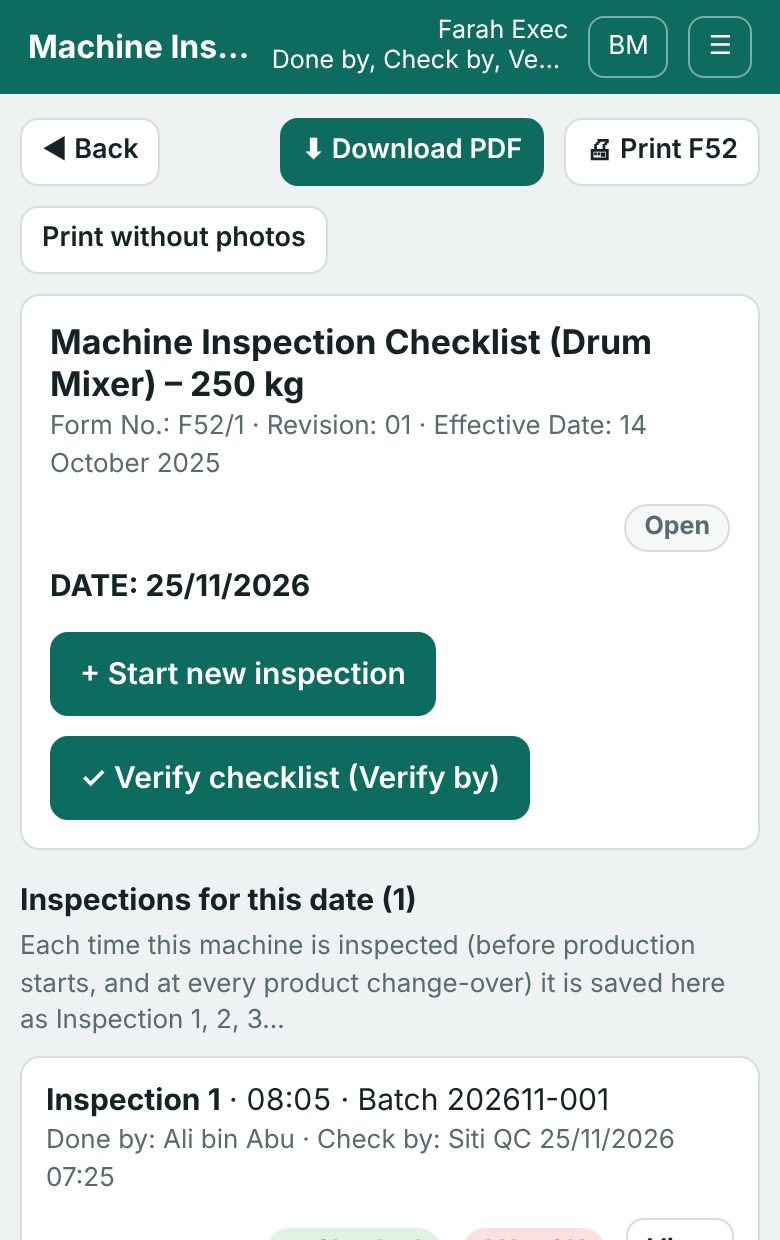 Machine Ins...
Farah Exec
Done by, Check by, Ve...
BM
☰
◀ Back
⬇ Download PDF
🖨 Print F52
Print without photos
Machine Inspection Checklist (Drum
Mixer) – 250 kg
Form No.: F52/1 · Revision: 01 · Effective Date: 14
October 2025
Open
DATE: 25/11/2026
+ Start new inspection
✓ Verify checklist (Verify by)
Inspections for this date (1)
Each time this machine is inspected (before production
starts, and at every product change-over) it is saved here
as Inspection 1, 2, 3...
Inspection 1 · 08:05 · Batch 202611-001
Done by: Ali bin Abu · Check by: Siti QC 25/11/2026
07:25